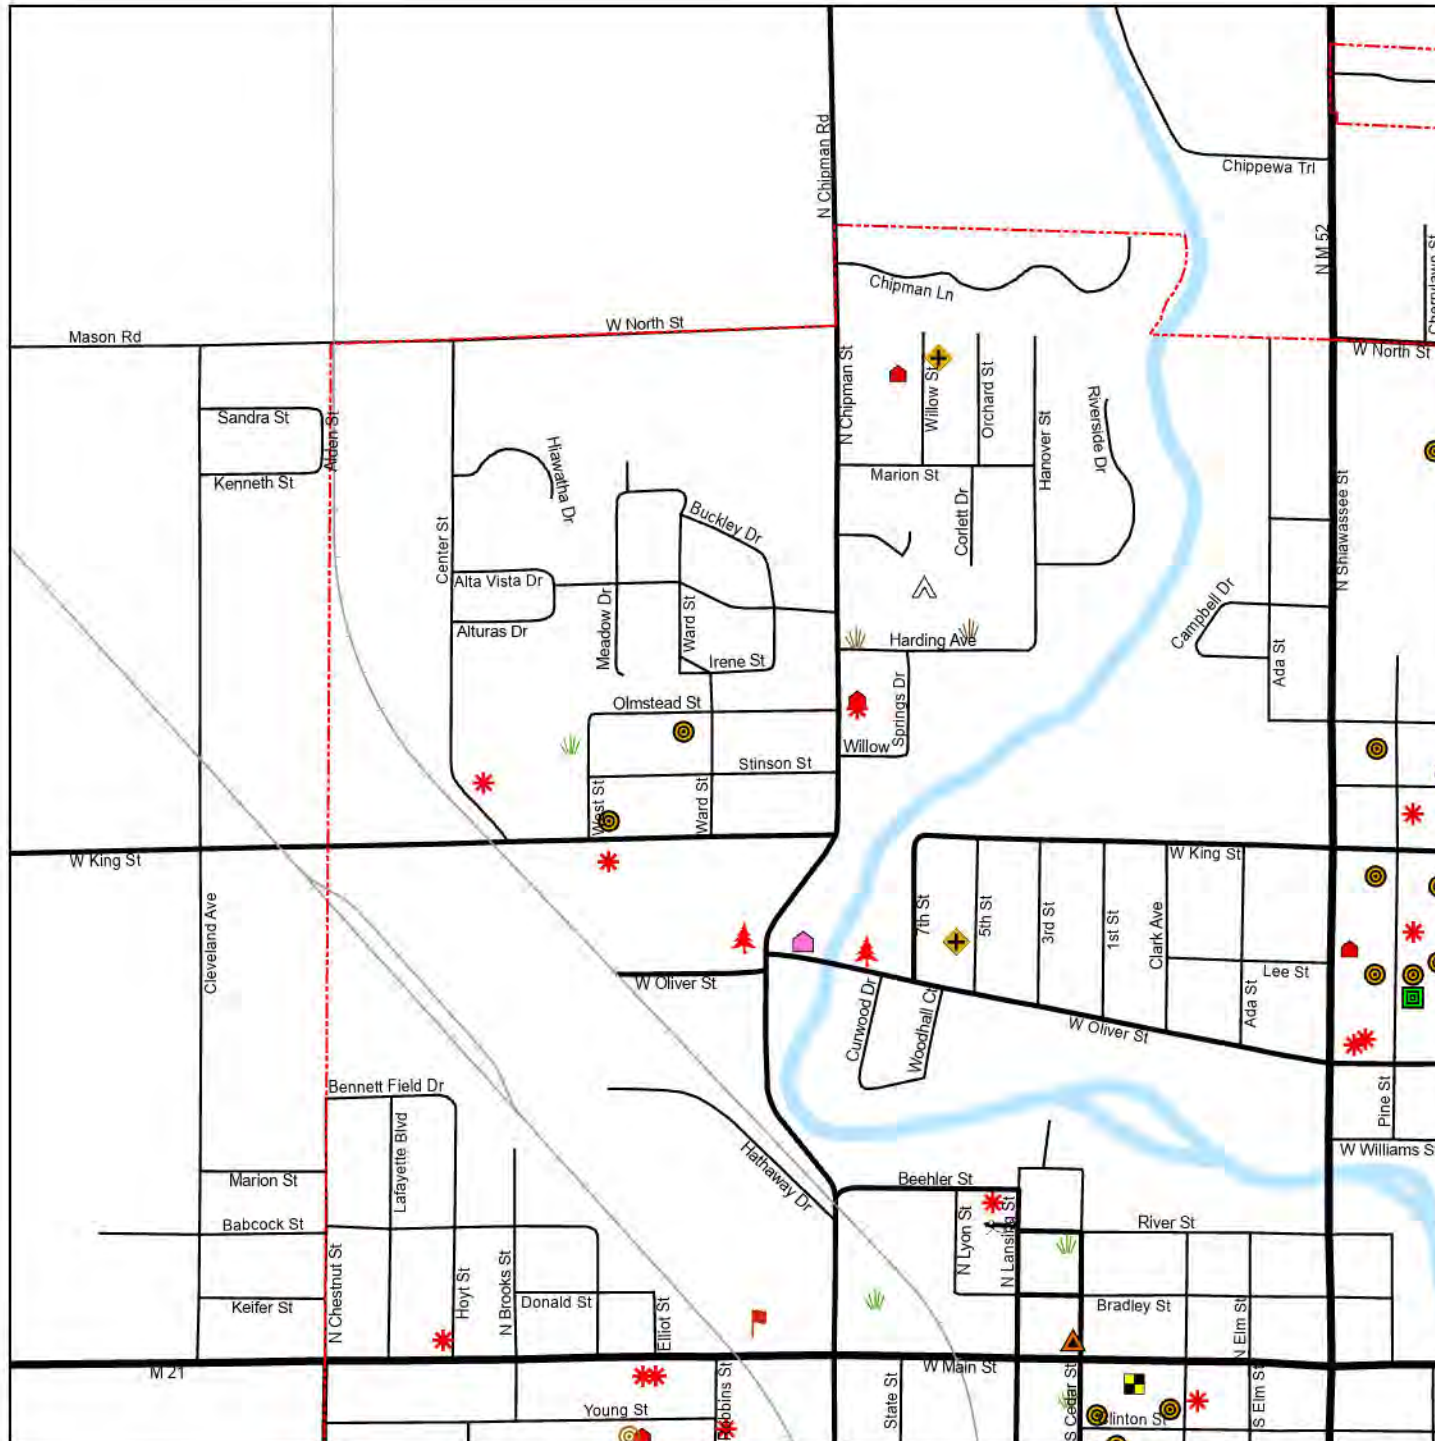 N Chipman Rd
Chippewa Trl
N M 52
Chipman Ln
Mason Rd
W North St
W North St
Sandra St
Kenneth St
Alden St
Hiawatha Dr
Center St
Buckley Dr
Alta Vista Dr
Alturas Dr
Meadow Dr
Ward St
Irene St
N Chipman St
Willow St
Orchard St
Hanover St
Riverside Dr
Marion St
Corlett Dr
Harding Ave
Springs Dr
Willow
N Shiawassee St
Campbell Dr
Ada St
Olmstead St
Stinson St
West St
Ward St
W King St
W King St
Cleveland Ave
7th St
5th St
3rd St
1st St
Clark Ave
Lee St
Ada St
W Oliver St
W Oliver St
Curwood Dr
Woodhall Ct
Pine St
W Williams S
Bennett Field Dr
Lafayette Blvd
Hathaway Dr
Marion St
Babcock St
Keifer St
N Chestnut St
Hoyt St
N Brooks St
Donald St
Elliot St
Beehler St
N Lyon St
N Lansing St
River St
Bradley St
N Elm St
M 21
W Main St
Young St
Robbins St
State St
S Cedar St
Clinton St
S Elm St